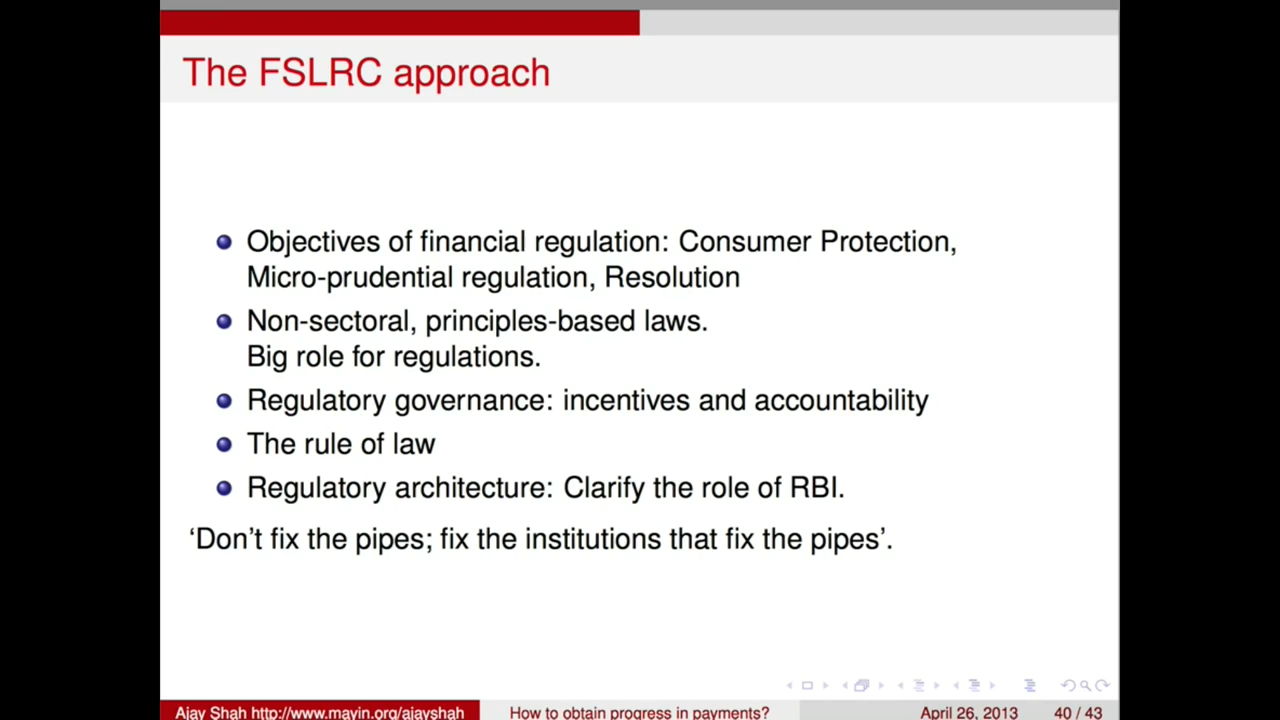 The FSLRC approach
Objectives of financial regulation: Consumer Protection,
Micro-prudential regulation, Resolution
Non-sectoral, principles-based laws.
Big role for regulations.
Regulatory governance: incentives and accountability
The rule of law
Regulatory architecture: Clarify the role of RBI.
‘Don’t fix the pipes; fix the institutions that fix the pipes’.
Ajay Shah http://www.mayin.org/ajayshah How to obtain progress in payments? April 26, 2013 40 / 43